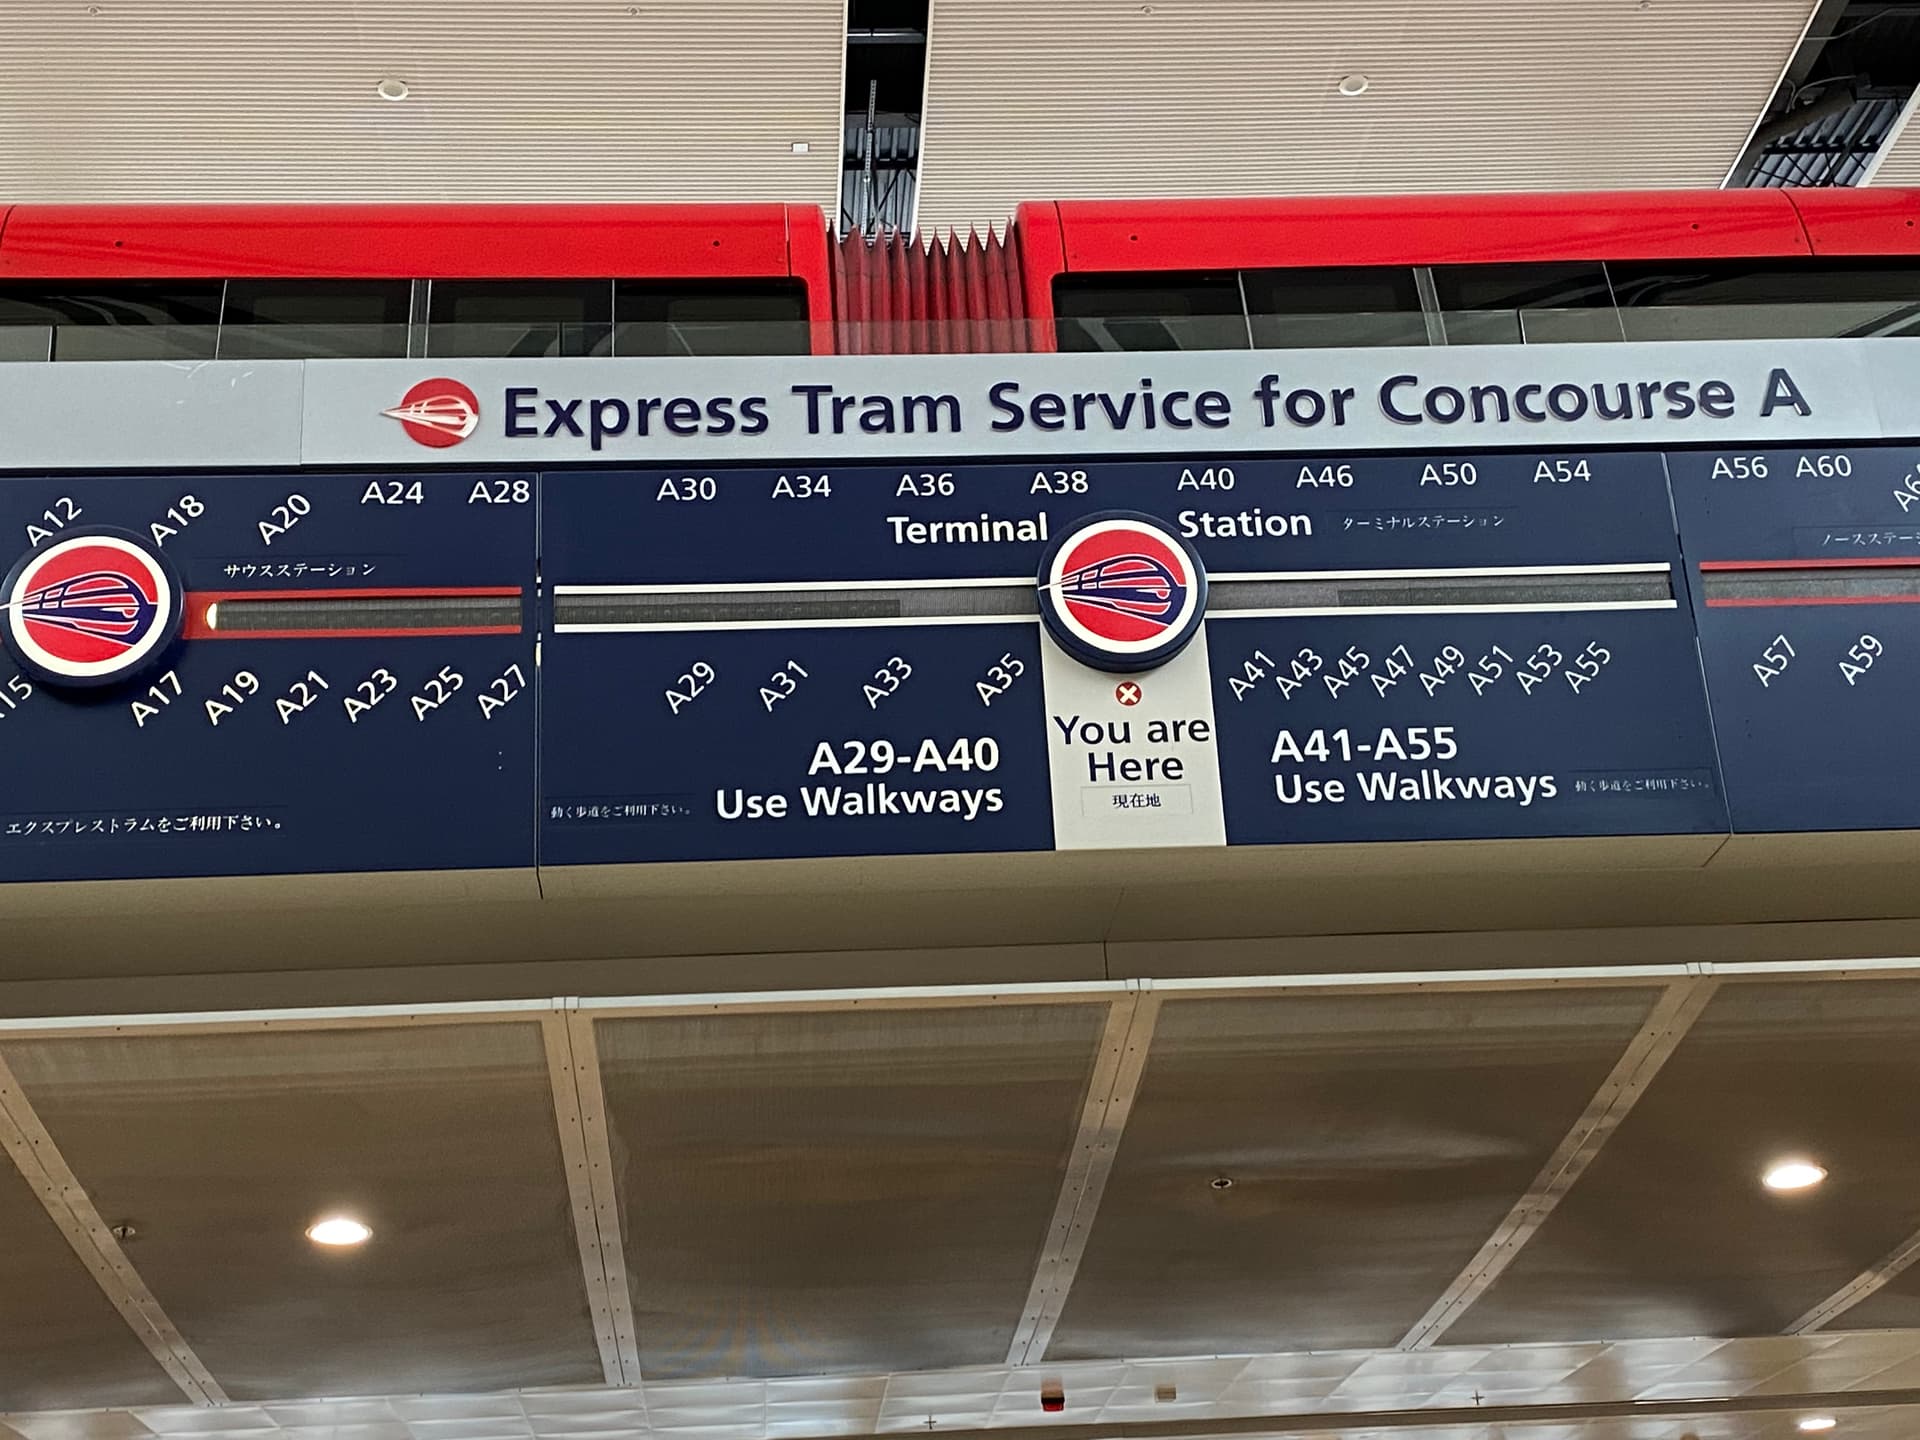 Express Tram Service for Concourse A
A12 A18 A20 A24 A28 A30 A34 A36 A38 A40 A46 A50 A54 A56 A60
サウスステーション
Terminal Station ターミナルステーション
A17 A19 A21 A23 A25 A27 A29 A31 A33 A35 A41 A43 A45 A47 A49 A51 A53 A55 A57 A59
エクスプレストラムをご利用下さい。
A29-A40
動く歩道をご利用下さい。 Use Walkways
You are
Here
現在地
A41-A55
Use Walkways 動く歩道をご利用下さい。